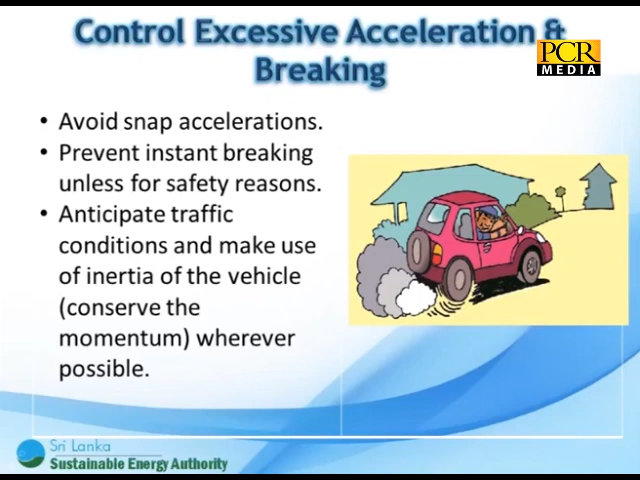 Control Excessive Acceleration &
Breaking
PCR
MEDIA
• Avoid snap accelerations.
• Prevent instant breaking
unless for safety reasons.
• Anticipate traffic
conditions and make use
of inertia of the vehicle
(conserve the
momentum) wherever
possible.
Sri Lanka
Sustainable Energy Authority